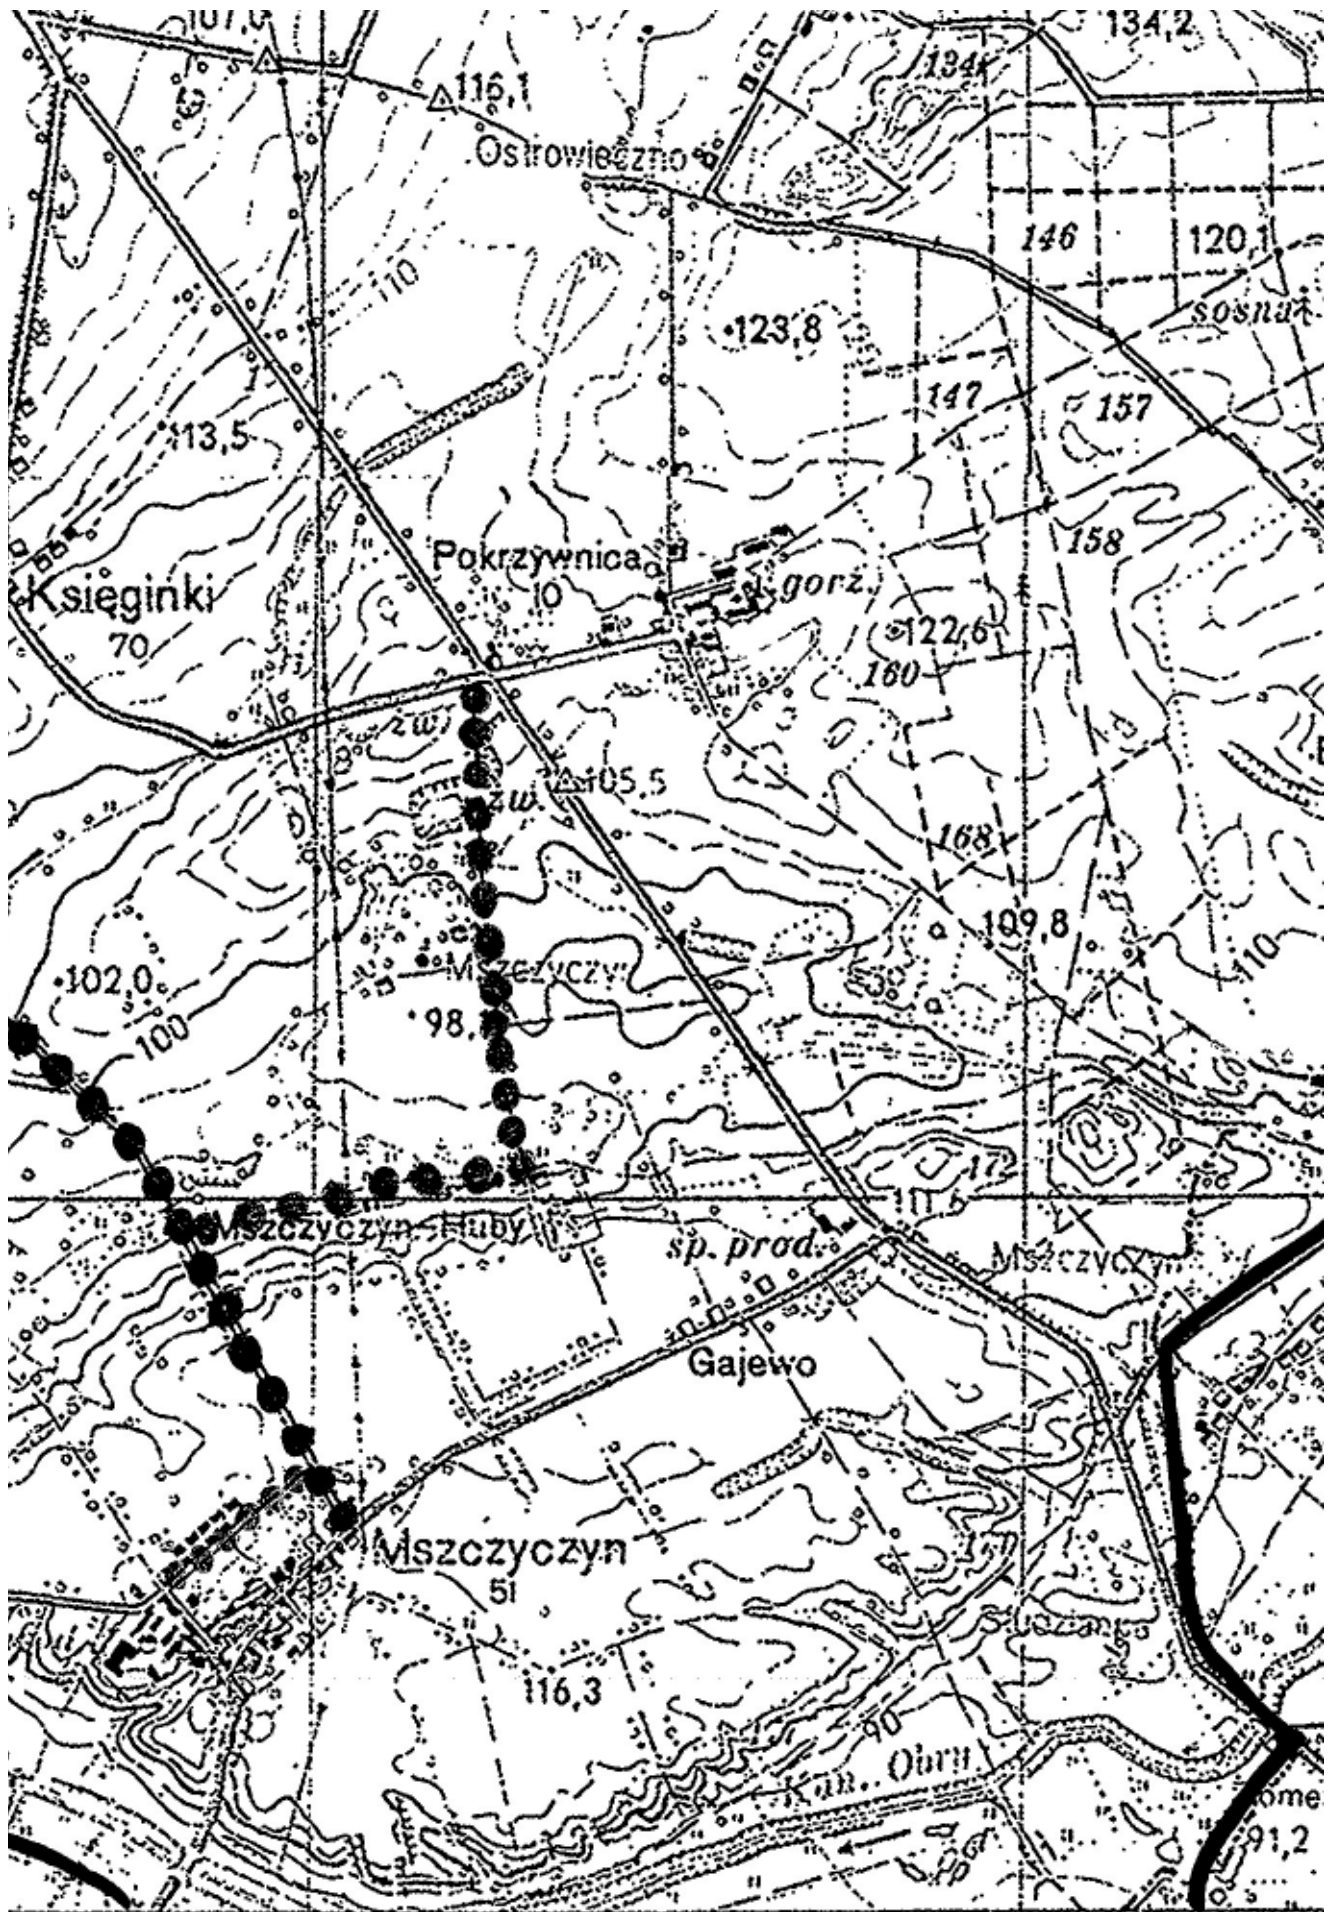 134,2
134
116,1
Ostrowieczno
146
120,1
110
sosna
123,8
147
157
113,5
158
Pokrzywnica
10
gorz.
Księginki
70
122,6
160
zw.
105,5
zw.
168
109,8
110
102,0
98,
100
Mszczyczyn-Huby
sp. prod.
Gajewo
Mszczyczyn
51
116,3
90
Kan. Obry
91,2